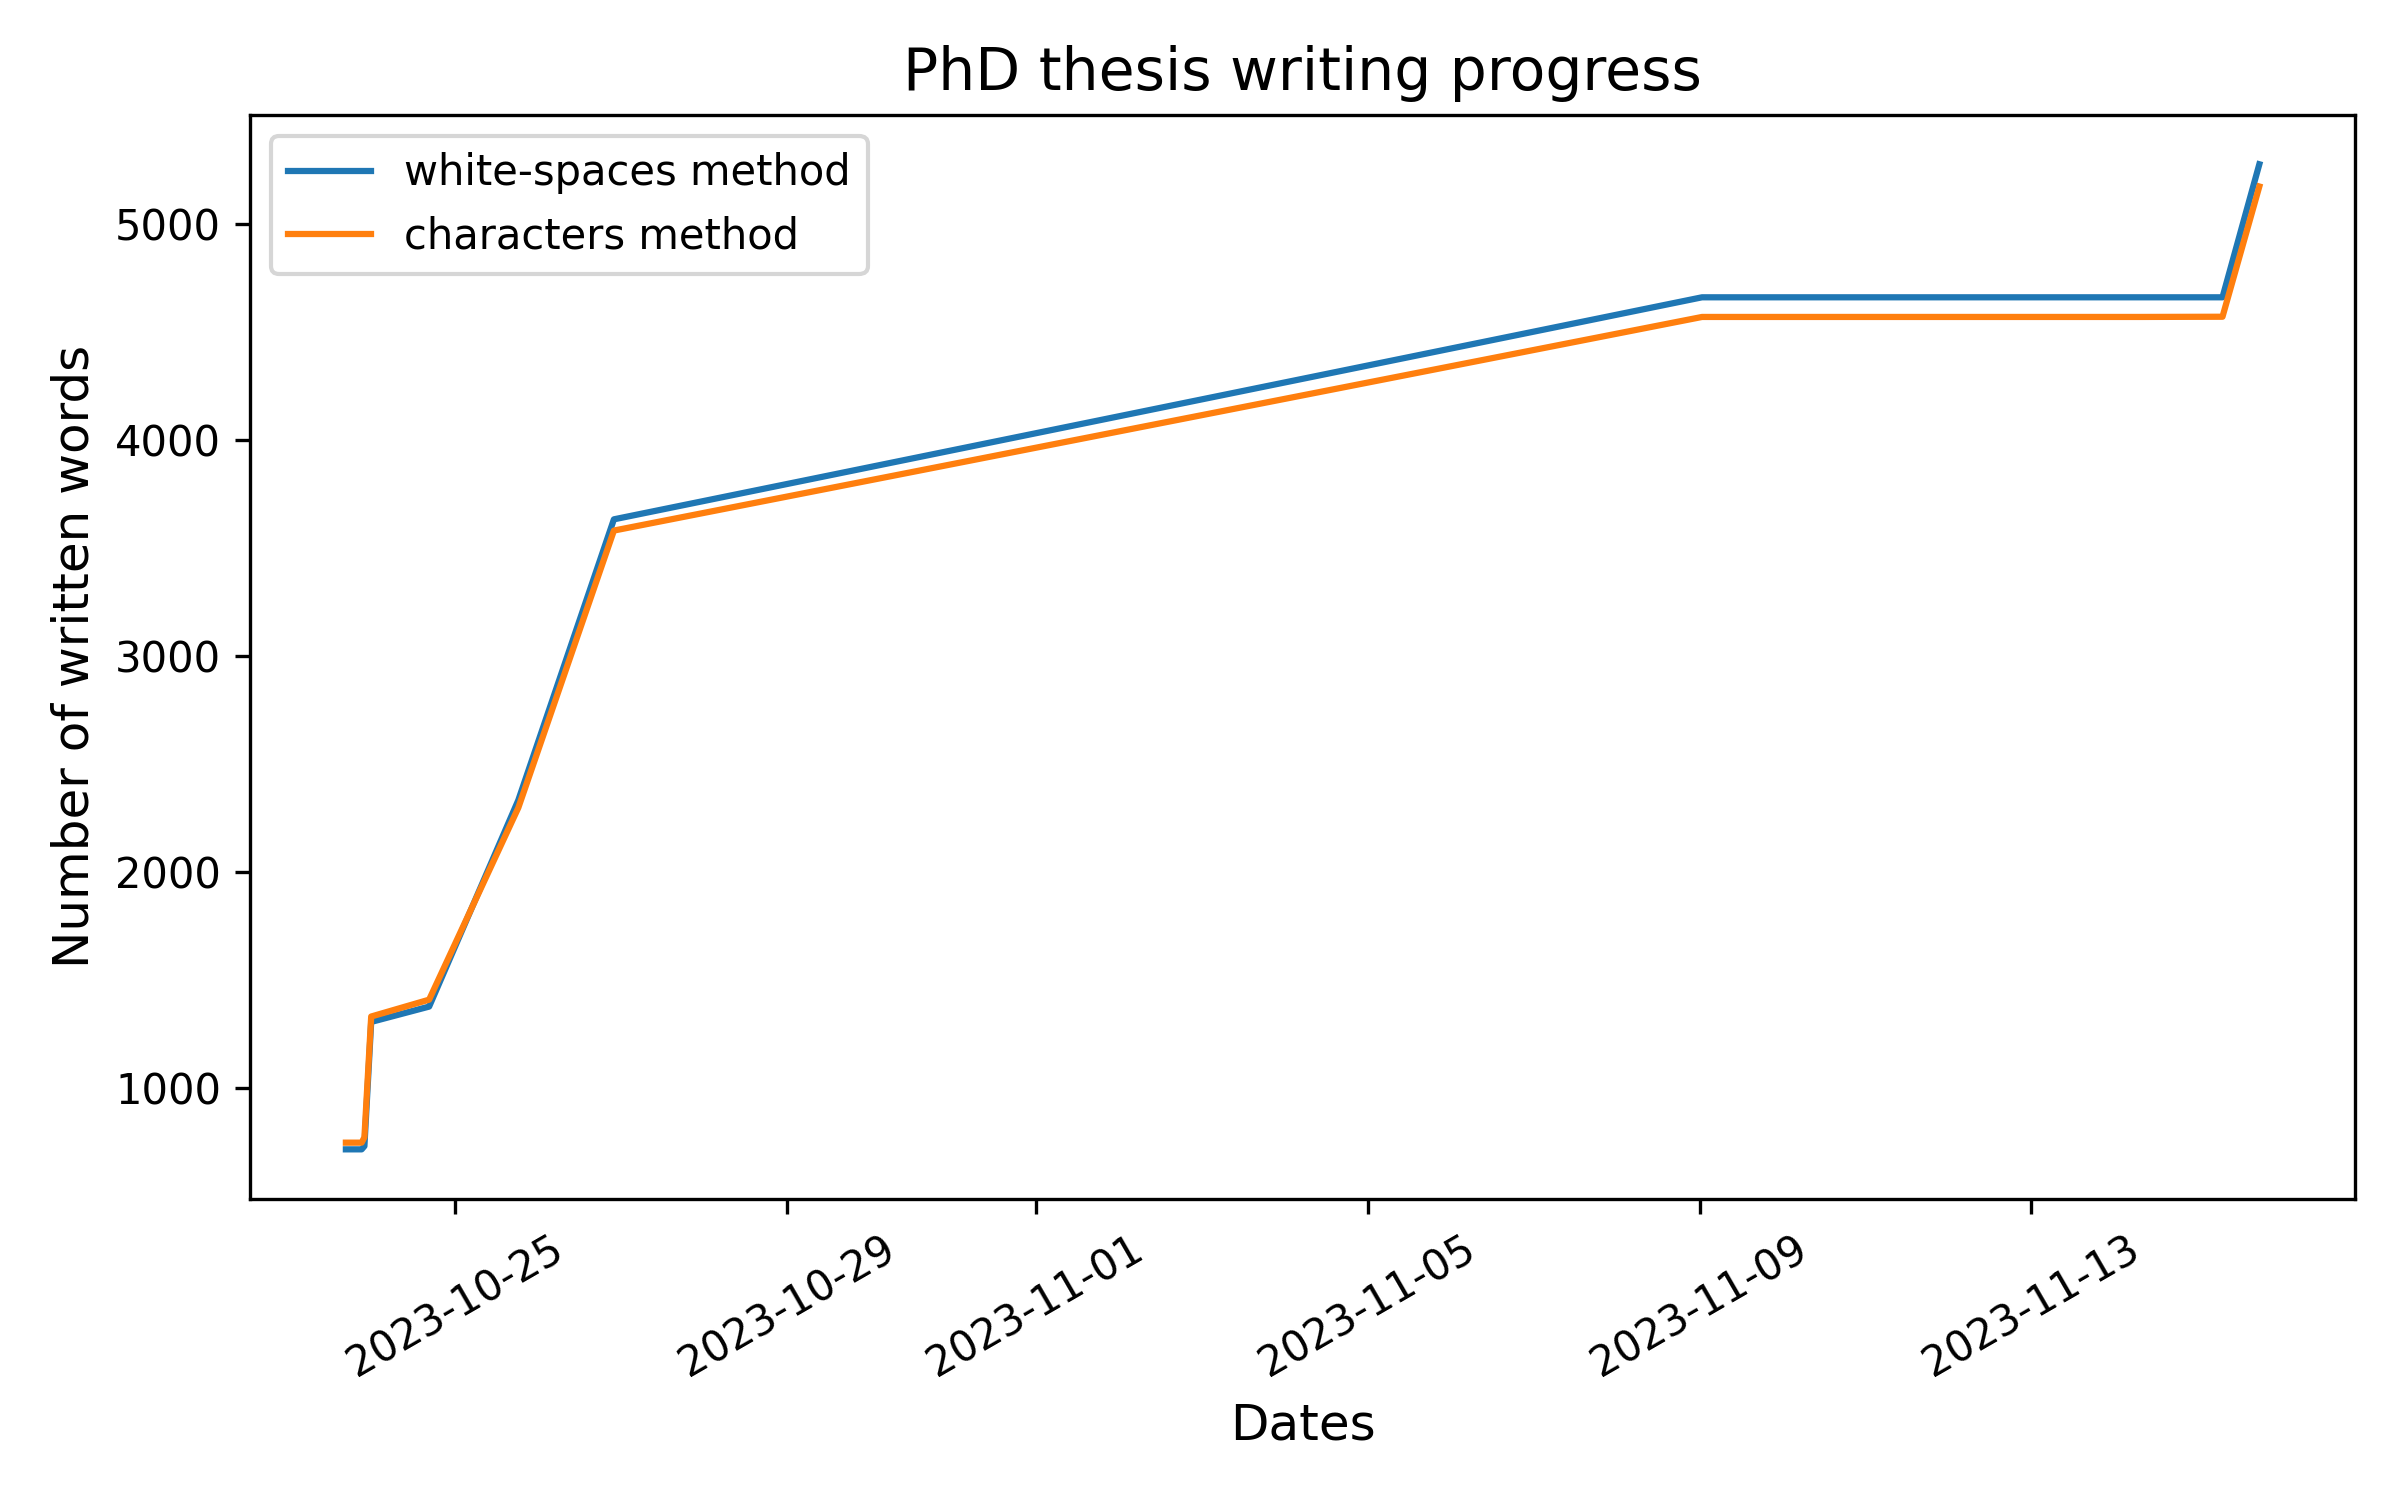 PhD thesis writing progress
white-spaces method
characters method
Number of written words
5000
4000
3000
2000
1000
2023-10-25
2023-10-29
2023-11-01
2023-11-05
2023-11-09
2023-11-13
Dates